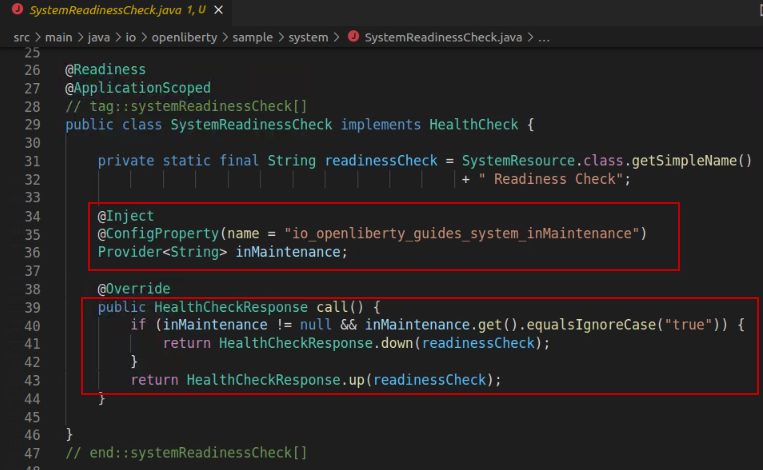 SystemReadinessCheck.java 1, U ×
src > main > java > io > openliberty > sample > system > SystemReadinessCheck.java > ...
25
26 @Readiness
27 @ApplicationScoped
28 // tag::systemReadinessCheck[]
29 public class SystemReadinessCheck implements HealthCheck {
30
31 private static final String readinessCheck = SystemResource.class.getSimpleName()
32 + " Readiness Check";
33
34 @Inject
35 @ConfigProperty(name = "io_openliberty_guides_system_inMaintenance")
36 Provider<String> inMaintenance;
37
38 @Override
39 public HealthCheckResponse call() {
40 if (inMaintenance != null && inMaintenance.get().equalsIgnoreCase("true")) {
41 return HealthCheckResponse.down(readinessCheck);
42 }
43 return HealthCheckResponse.up(readinessCheck);
44 }
45
46 }
47 // end::systemReadinessCheck[]